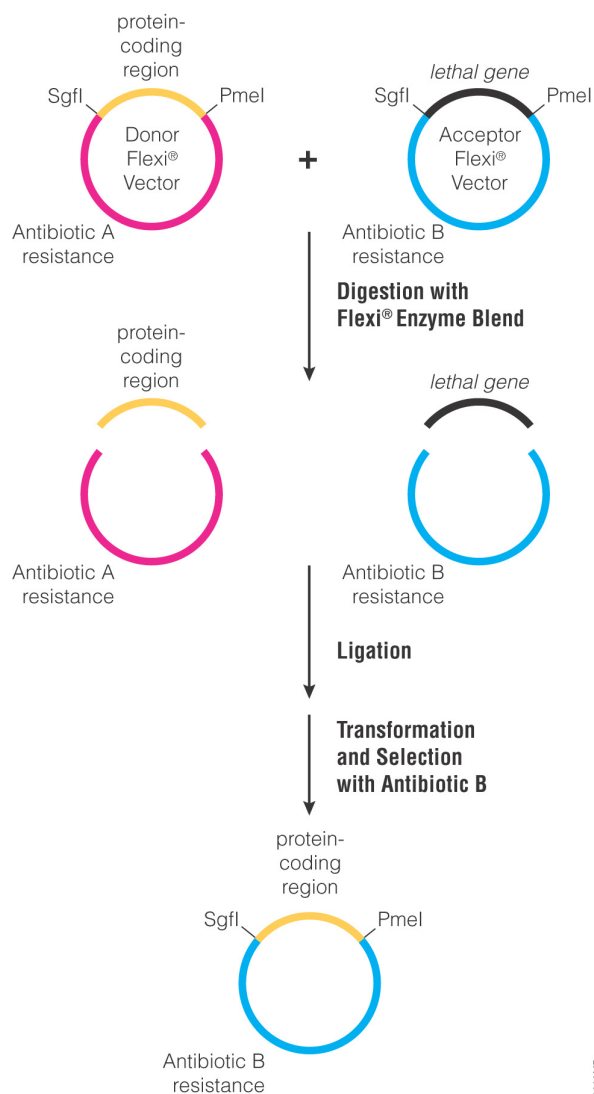 protein-
coding
region
SgfI
PmeI
Donor
Flexi®
Vector
Antibiotic A
resistance
+
lethal gene
SgfI
PmeI
Acceptor
Flexi®
Vector
Antibiotic B
resistance
Digestion with
Flexi® Enzyme Blend
protein-
coding
region
lethal gene
Antibiotic A
resistance
Antibiotic B
resistance
Ligation
Transformation
and Selection
with Antibiotic B
protein-
coding
region
SgfI
PmeI
Antibiotic B
resistance